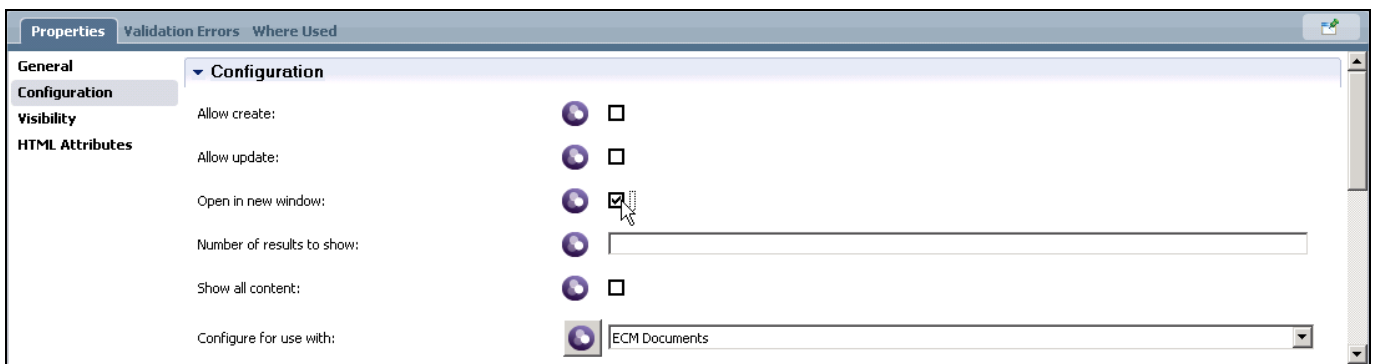 Properties Validation Errors Where Used
General
Configuration
Visibility
HTML Attributes
Configuration
Allow create:
Allow update:
Open in new window:
Number of results to show:
Show all content:
Configure for use with: ECM Documents